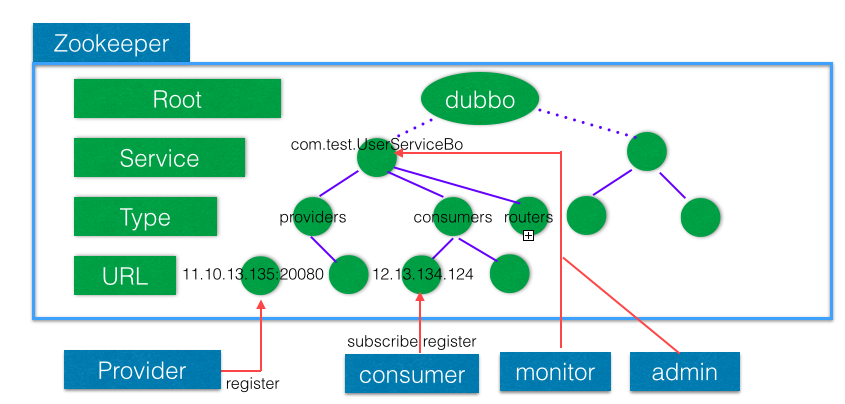 Zookeeper
Root
dubbo
com.test.UserServiceBo
Service
Type
providers
consumers
routers
URL
11.10.13.135:20080
12.13.134.124
subscribe register
Provider
register
consumer
monitor
admin